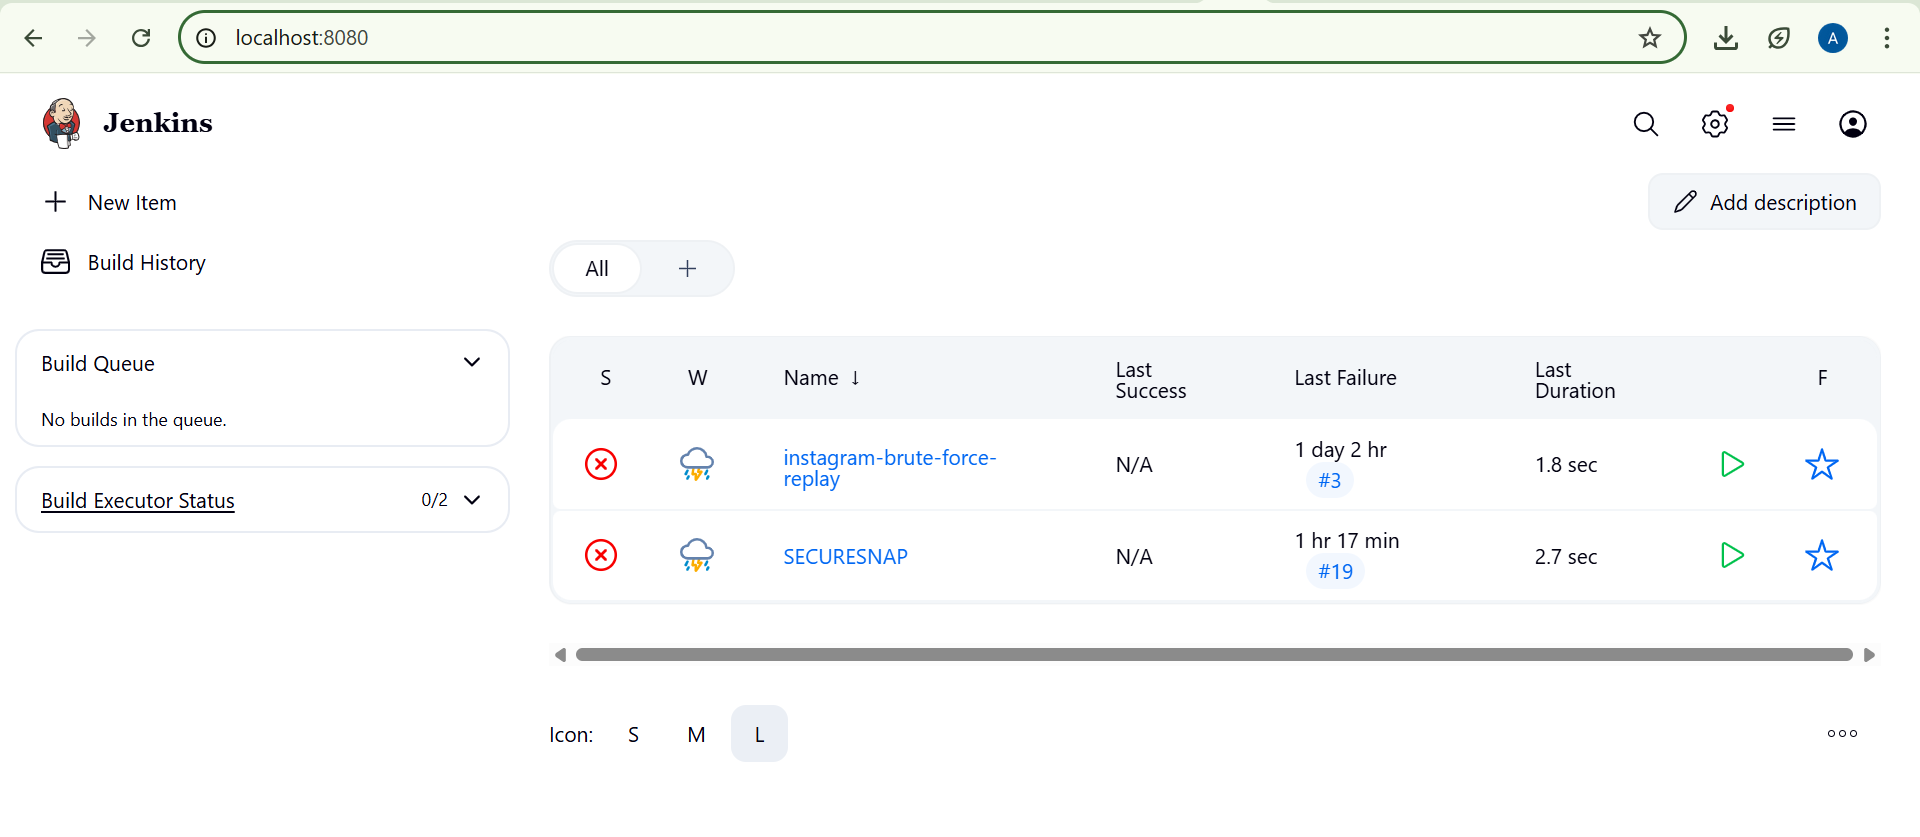 localhost:8080
A
Jenkins
New Item
Add description
Build History
All
Build Queue
No builds in the queue.
Build Executor Status 0/2
S W Name ↓ Last Success Last Failure Last Duration F
instagram-brute-force-replay N/A 1 day 2 hr #3 1.8 sec
SECURESNAP N/A 1 hr 17 min #19 2.7 sec
Icon: S M L